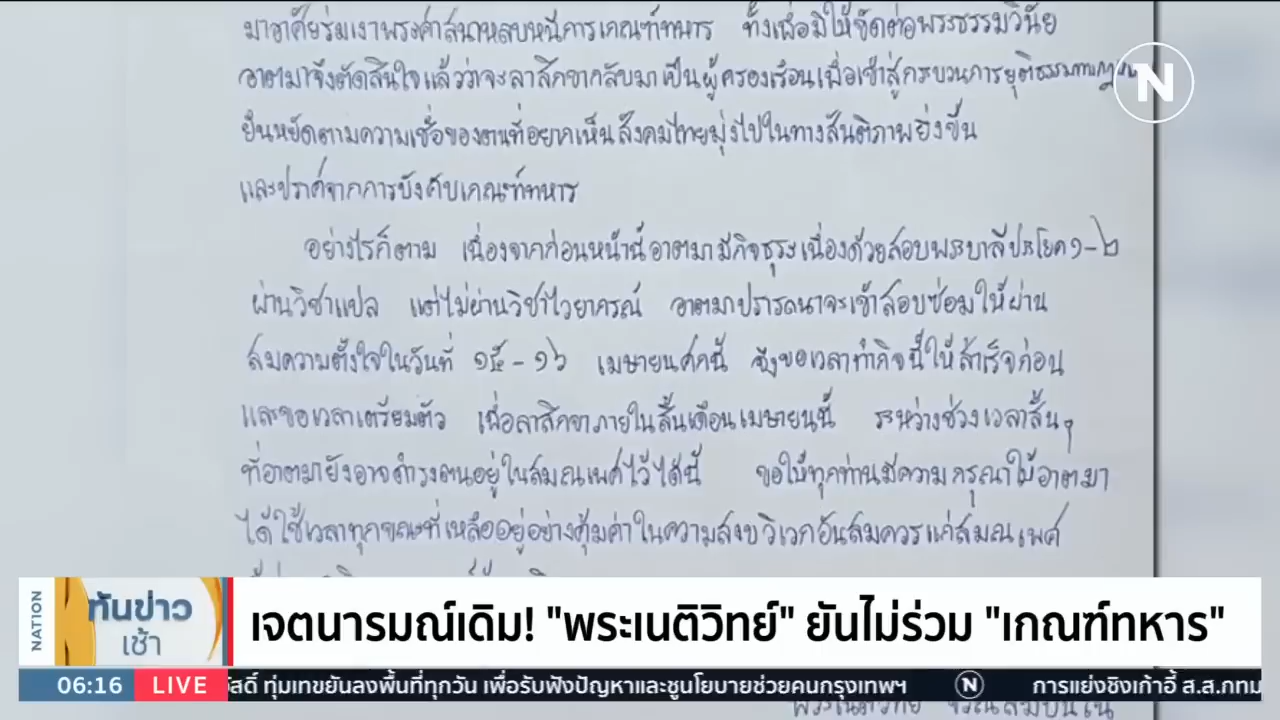 มาอาศัยร่มเงาพระศาสนาหลบหนีการเกณฑ์ทหาร ทั้งเพื่อมิให้ขัดต่อพระธรรมวินัย
อาตมาจึงตัดสินใจแล้วว่าจะลาสิกขากลับมาเป็นผู้ครองเรือนเพื่อเข้าสู่กระบวนการยุติธรรมทาง
ยืนหยัดตามความเชื่อของตนที่อยากเห็นสังคมไทยมุ่งไปในทางสันติภาพยิ่งขึ้น
และปราศจากการบังคับเกณฑ์ทหาร
อย่างไรก็ตาม เนื่องจากก่อนหน้านี้อาตมามีกิจธุระเนื่องด้วยสอบพระบาลีประโยค๑-๒
ผ่านวิชาแปล แต่ไม่ผ่านวิชาไวยากรณ์ อาตมาปรารถนาจะเข้าสอบซ่อมให้ผ่าน
สมความตั้งใจในวันที่ ๑๕-๑๖ เมษายนศกนี้ จึงขอเวลาทำกิจนี้ให้สำเร็จก่อน
และขอเวลาเตรียมตัว เพื่อลาสิกขาภายในสิ้นเดือนเมษายนนี้ ระหว่างช่วงเวลาสั้นๆ
ที่อาตมายังอาจดำรงตนอยู่ในสมณเพศไว้ได้นี้ ขอให้ทุกท่านมีความกรุณาให้อาตมา
ได้ใช้เวลาทุกขณะที่เหลืออยู่อย่างคุ้มค่าในความสงบวิเวกอันสมควรแก่สมณเพศ
N
NATION
ทันข่าว
เช้า
เจตนารมณ์เดิม! "พระเนติวิทย์" ยันไม่ร่วม "เกณฑ์ทหาร"
06:16 LIVE วัสดิ์ ทุ่มเทขยันลงพื้นที่ทุกวัน เพื่อรับฟังปัญหาและชูนโยบายช่วยคนกรุงเทพฯ N การแย่งชิงเก้าอี้ ส.ส.กทม